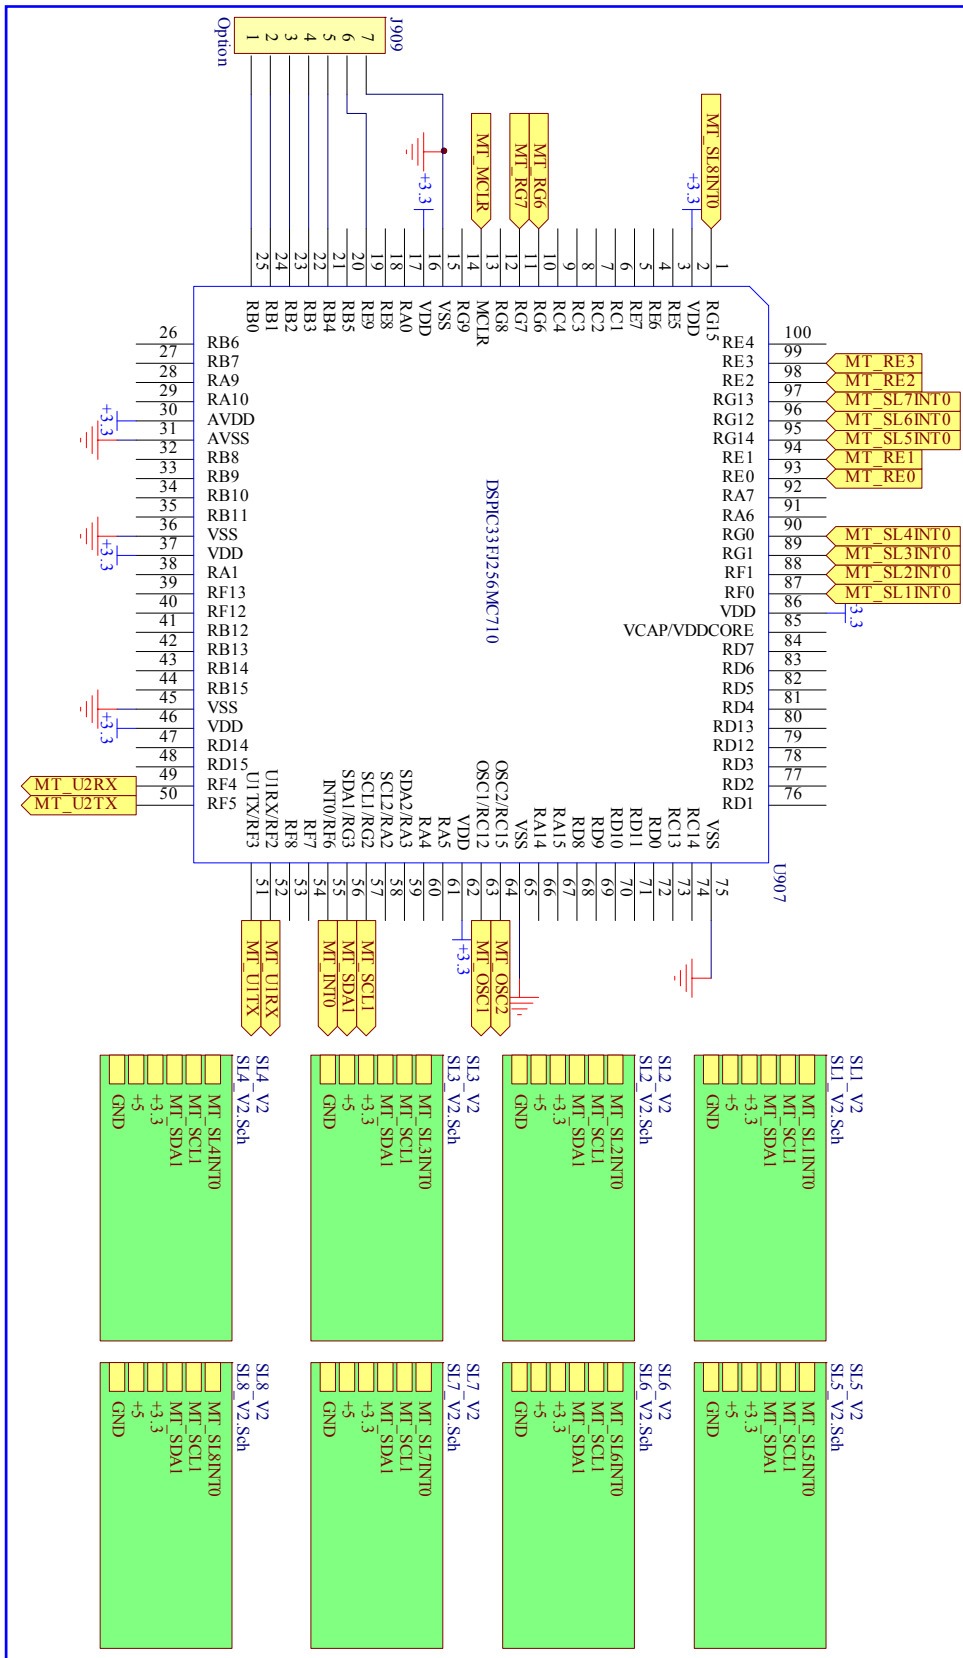 J909
Option
7
6
5
4
3
2
1
MT_MCLR
MT_RG7
MT_RG6
MT_SL8INT0
+3.3
+3.3
25
24
23
22
21
20
19
18
17
16
15
14
13
12
11
10
9
8
7
6
5
4
3
2
1
RB0
RB1
RB2
RB3
RB4
RB5
RE9
RE8
RA0
VDD
VSS
RG9
MCLR
RG8
RG7
RG6
RC4
RC3
RC2
RC1
RE7
RE6
RE5
VDD
RG15
26 RB6
27 RB7
28 RA9
29 RA10
30 AVDD
+3.3
31 AVSS
32 RB8
33 RB9
34 RB10
35 RB11
36 VSS
37 VDD
+3.3
38 RA1
39 RF13
40 RF12
41 RB12
42 RB13
43 RB14
44 RB15
45 VSS
46 VDD
+3.3
47 RD14
48 RD15
MT_U2RX 49 RF4
MT_U2TX 50 RF5
DSPIC33FJ256MC710
RE4 100
RE3 99 MT_RE3
RE2 98 MT_RE2
RG13 97 MT_SL7INT0
RG12 96 MT_SL6INT0
RG14 95 MT_SL5INT0
RE1 94 MT_RE1
RE0 93 MT_RE0
RA7 92
RA6 91
RG0 90 MT_SL4INT0
RG1 89 MT_SL3INT0
RF1 88 MT_SL2INT0
RF0 87 MT_SL1INT0
VDD 86
+3.3
VCAP/VDDCORE 85
RD7 84
RD6 83
RD5 82
RD4 81
RD13 80
RD12 79
RD3 78
RD2 77
RD1 76
U1TX/RF3
U1RX/RF2
RF8
RF7
INT0/RF6
SDA1/RG3
SCL1/RG2
SCL2/RA2
SDA2/RA3
RA4
RA5
VDD
OSC1/RC12
OSC2/RC15
VSS
RA14
RA15
RD8
RD9
RD10
RD11
RD0
RC13
RC14
VSS
U907
51
52
53
54
55
56
57
58
59
60
61
62
63
64
65
66
67
68
69
70
71
72
73
74
75
MT_U1TX
MT_U1RX
MT_INT0
MT_SDA1
MT_SCL1
+3.3
MT_OSC1
MT_OSC2
SL1_V2
SL1_V2.Sch
MT_SL1INT0
MT_SCL1
MT_SDA1
+3.3
+5
GND
SL2_V2
SL2_V2.Sch
MT_SL2INT0
MT_SCL1
MT_SDA1
+3.3
+5
GND
SL3_V2
SL3_V2.Sch
MT_SL3INT0
MT_SCL1
MT_SDA1
+3.3
+5
GND
SL4_V2
SL4_V2.Sch
MT_SL4INT0
MT_SCL1
MT_SDA1
+3.3
+5
GND
SL5_V2
SL5_V2.Sch
MT_SL5INT0
MT_SCL1
MT_SDA1
+3.3
+5
GND
SL6_V2
SL6_V2.Sch
MT_SL6INT0
MT_SCL1
MT_SDA1
+3.3
+5
GND
SL7_V2
SL7_V2.Sch
MT_SL7INT0
MT_SCL1
MT_SDA1
+3.3
+5
GND
SL8_V2
SL8_V2.Sch
MT_SL8INT0
MT_SCL1
MT_SDA1
+3.3
+5
GND